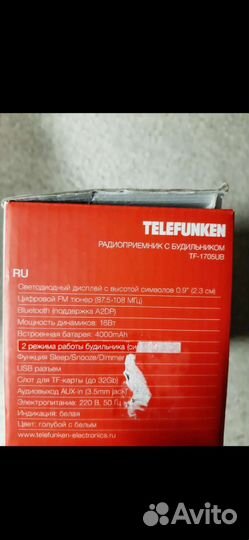 TELEFUNKEN
РАДИОПРИЕМНИК С БУДИЛЬНИКОМ
TF-1705UB
RU
Светодиодный дисплей с высотой символов 0.9" (2.3 см)
Цифровой FM тюнер (87.5-108 МГц)
Bluetooth (поддержка A2DP)
Мощность динамиков: 16Вт
Встроенная батарея: 4000mAh
2 режима работы будильника
Функция Sleep/Snooze/Dimmer
USB разъем
Слот для TF-карты (до 32Gb)
Аудиовыход AUX-in (3.5mm jack)
Электропитание: 220 В, 50 Гц
Индикация: белая
Цвет: голубой с белым
www.telefunken-electronics.ru
Avito